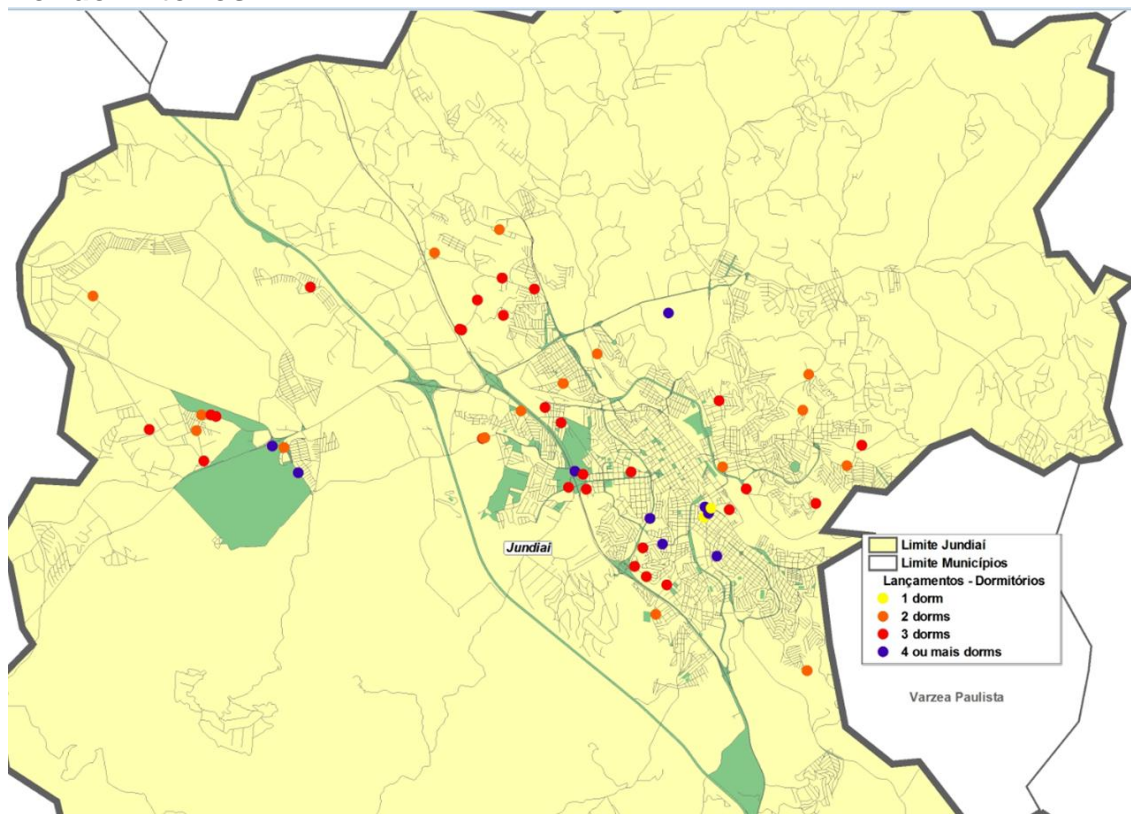 Jundiaí
Limite Jundiaí
Limite Municípios
Lançamentos - Dormitórios
1 dorm
2 dorms
3 dorms
4 ou mais dorms
Varzea Paulista